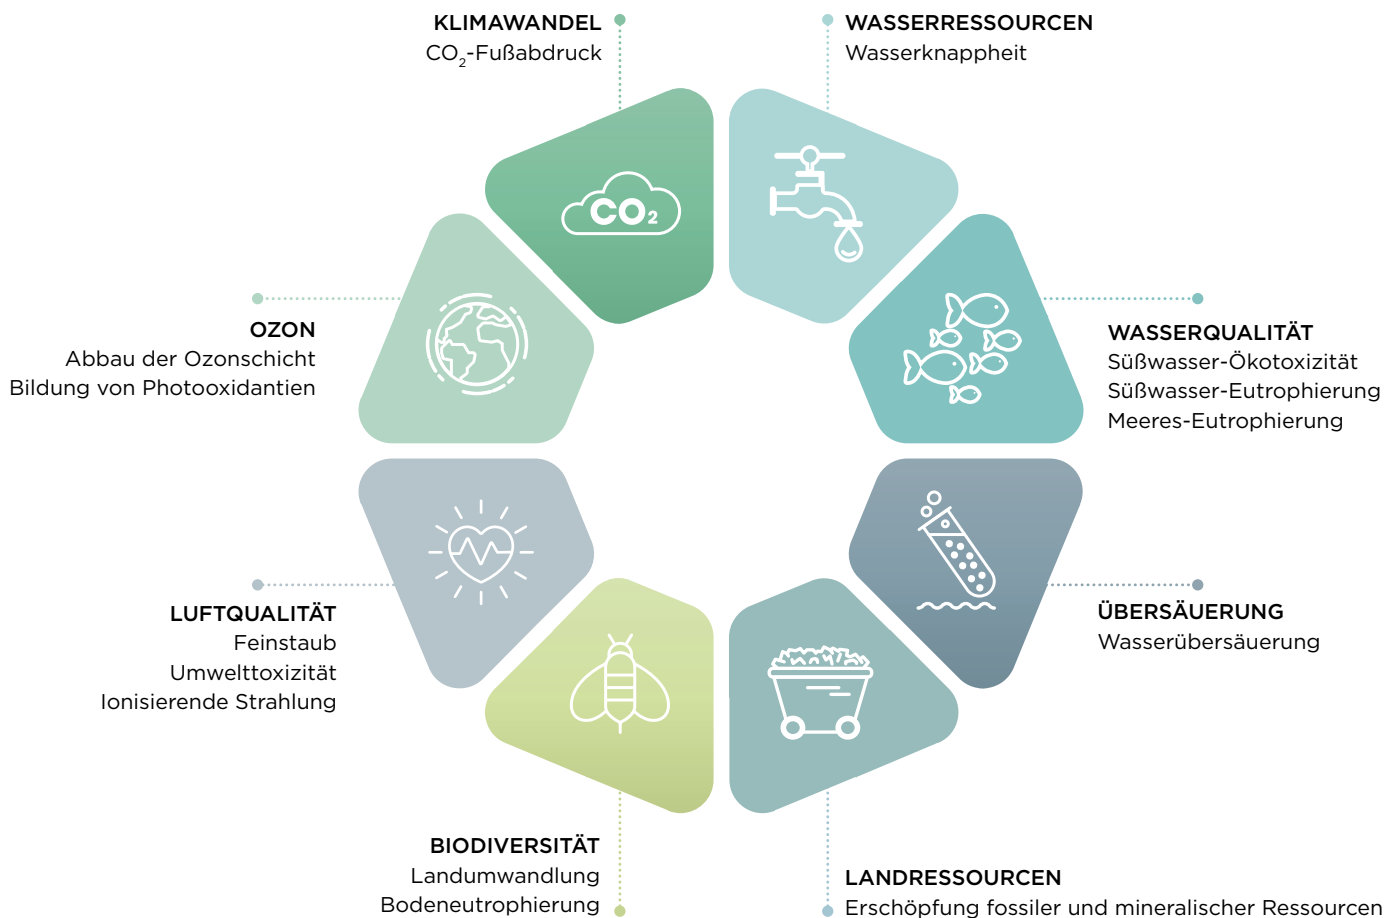 KLIMAWANDEL
CO₂-Fußabdruck
WASSERRESSOURCEN
Wasserknappheit
CO₂
OZON
Abbau der Ozonschicht
Bildung von Photooxidantien
WASSERQUALITÄT
Süßwasser-Ökotoxizität
Süßwasser-Eutrophierung
Meeres-Eutrophierung
LUFTQUALITÄT
Feinstaub
Umwelttoxizität
Ionisierende Strahlung
ÜBERSÄUERUNG
Wasserübersäuerung
BIODIVERSITÄT
Landumwandlung
Bodeneutrophierung
LANDRESSOURCEN
Erschöpfung fossiler und mineralischer Ressourcen